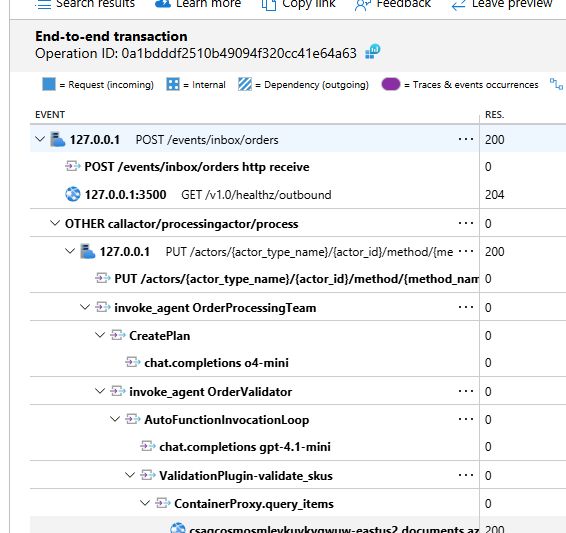 Search results Learn more Copy link Feedback Leave preview
End-to-end transaction
Operation ID: 0a1bdddf2510b49094f320cc41e64a63
= Request (incoming) = Internal = Dependency (outgoing) = Traces & events occurrences
EVENT RES.
127.0.0.1 POST /events/inbox/orders ... 200
POST /events/inbox/orders http receive 0
127.0.0.1:3500 GET /v1.0/healthz/outbound 204
OTHER callactor/processingactor/process ... 0
127.0.0.1 PUT /actors/{actor_type_name}/{actor_id}/method/{me ... 200
PUT /actors/{actor_type_name}/{actor_id}/method/{method_nam 0
invoke_agent OrderProcessingTeam ... 0
CreatePlan 0
chat.completions o4-mini 0
invoke_agent OrderValidator ... 0
AutoFunctionInvocationLoop ... 0
chat.completions gpt-4.1-mini 0
ValidationPlugin-validate_skus ... 0
ContainerProxy.query_items 0
documents.az 200